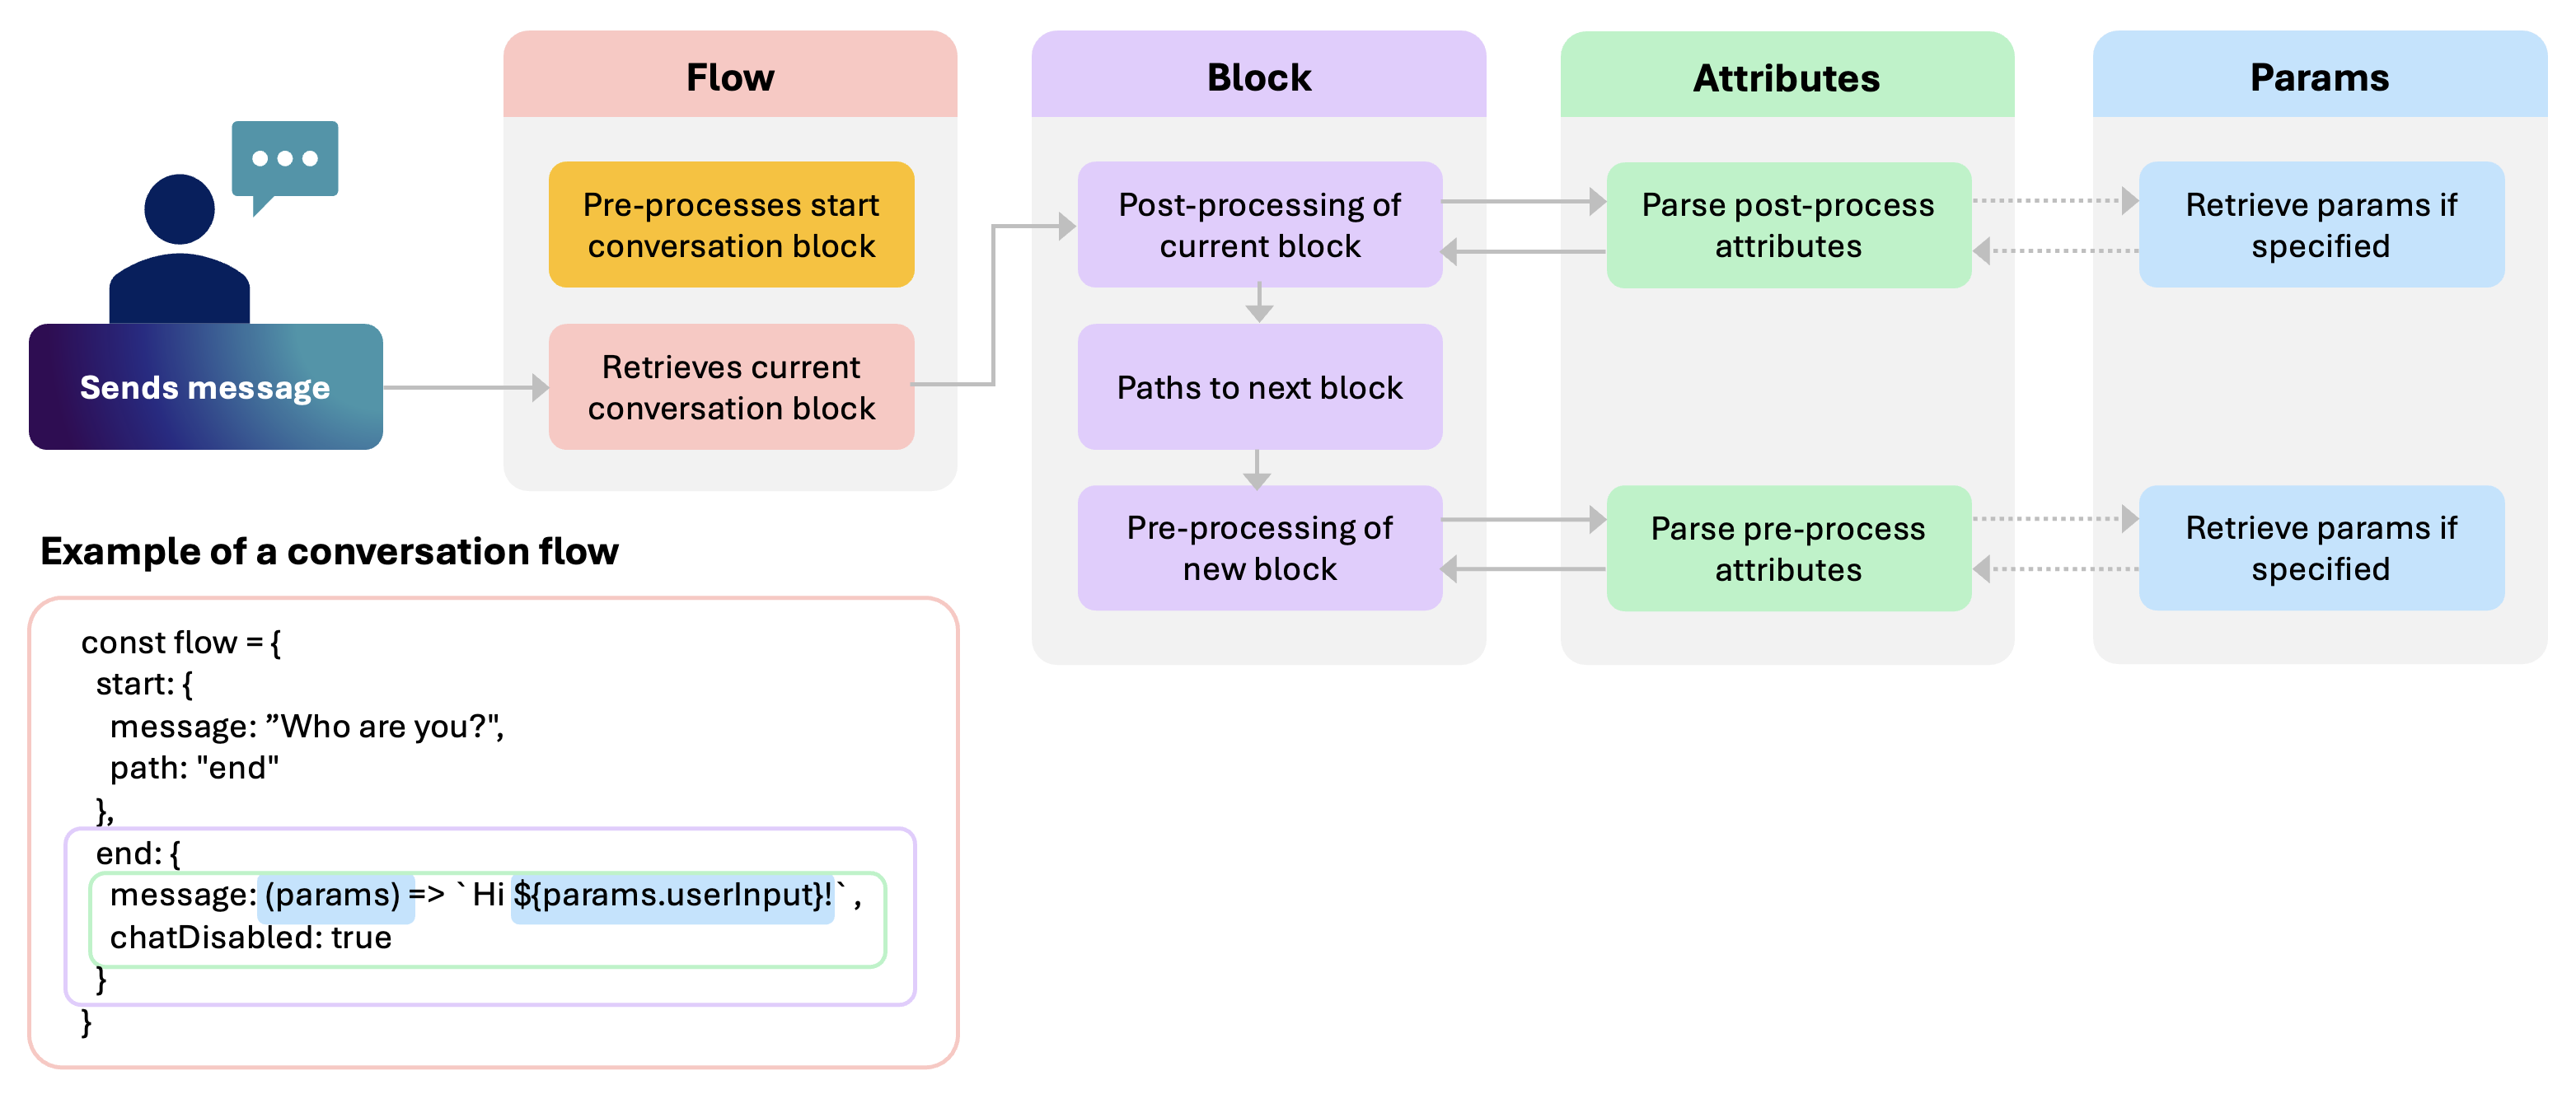 Flow
Block
Attributes
Params
Pre-processes start
conversation block
Post-processing of
current block
Parse post-process
attributes
Retrieve params if
specified
Sends message
Retrieves current
conversation block
Paths to next block
Pre-processing of
new block
Parse pre-process
attributes
Retrieve params if
specified
Example of a conversation flow
const flow = {
start: {
message: ”Who are you?",
path: "end"
},
end: {
message: (params) => `Hi ${params.userInput}!`,
chatDisabled: true
}
}